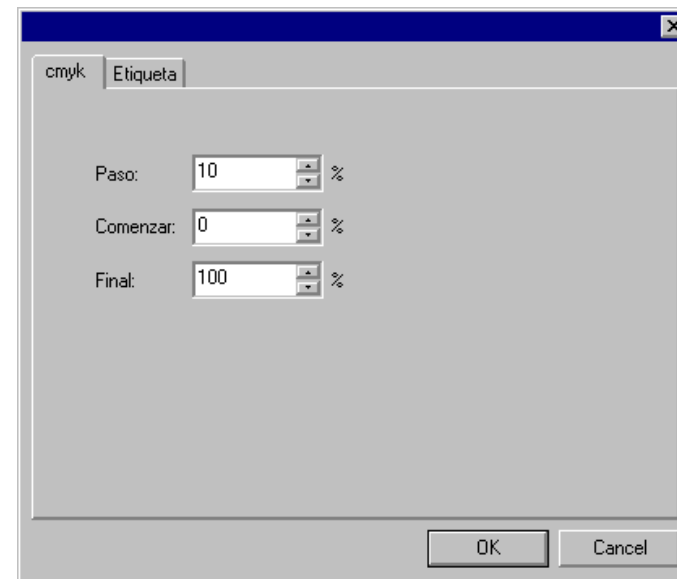 cmyk Etiqueta
Paso: 10 %
Comenzar: 0 %
Final: 100 %
OK Cancel